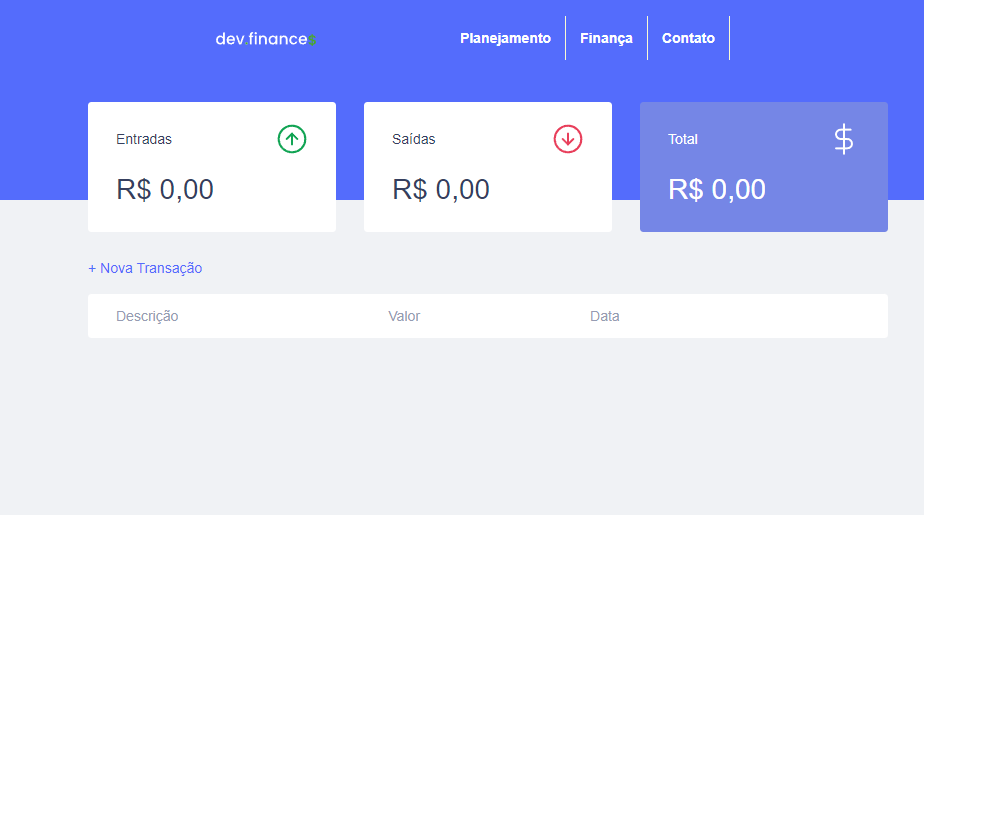 dev.finance$
Planejamento
Finança
Contato
Entradas
R$ 0,00
Saídas
R$ 0,00
Total
$
R$ 0,00
+ Nova Transação
Descrição Valor Data